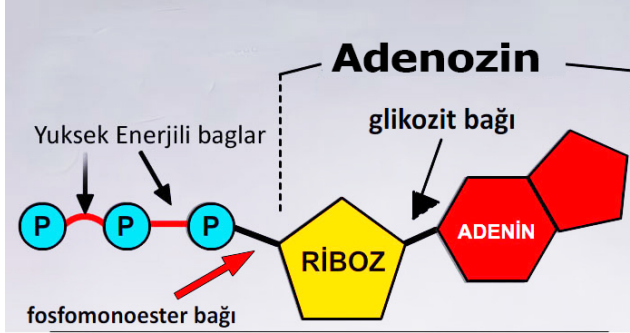 Adenozin
glikozit bağı
Yuksek Enerjili baglar
P P P
RİBOZ
ADENİN
fosfomonoester bağı